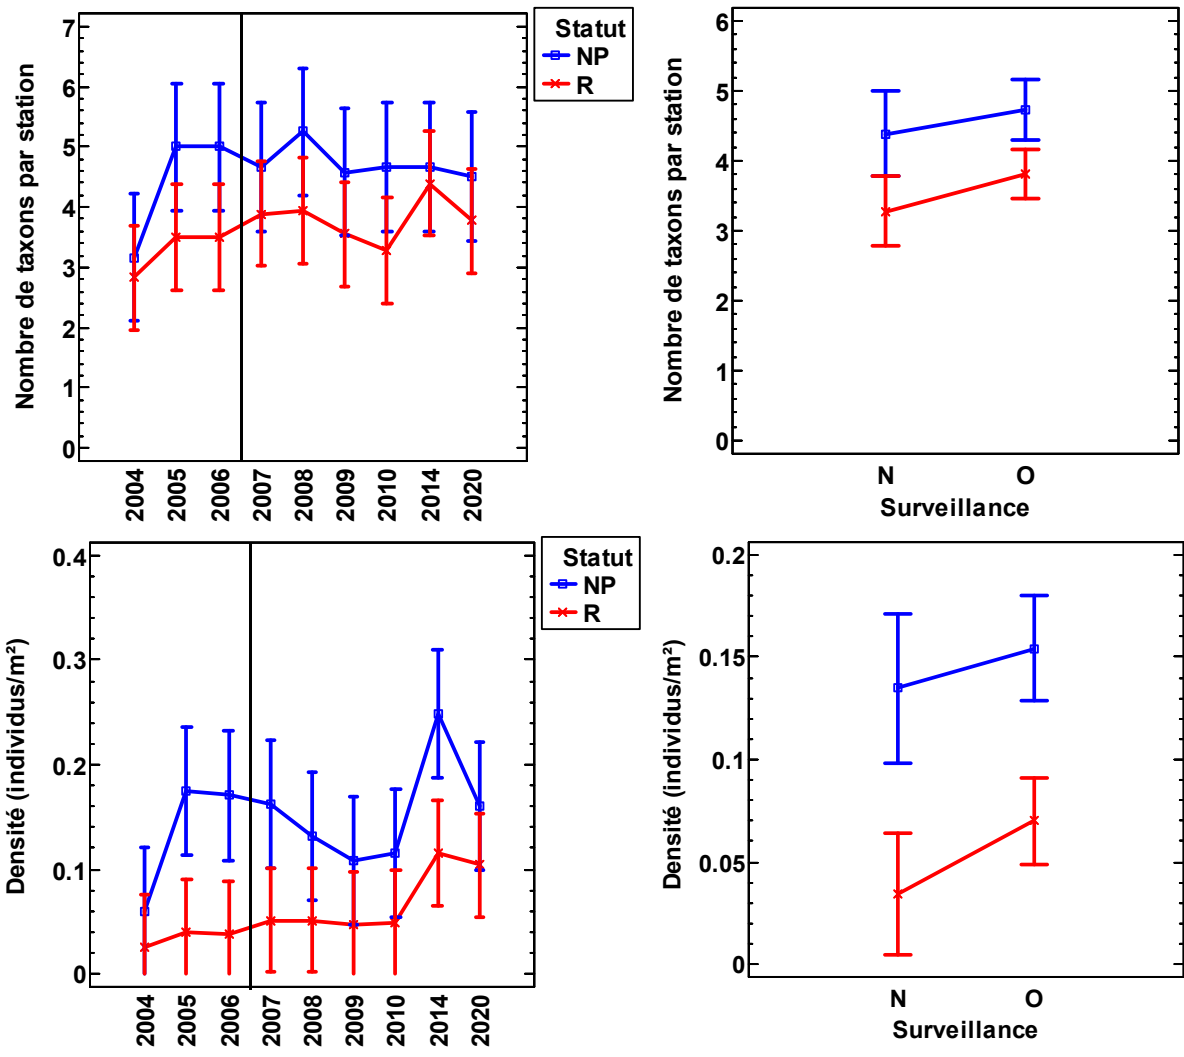 Nombre de taxons par station
7
6
5
4
3
2
1
0
2004
2005
2006
2007
2008
2009
2010
2014
2020
Statut
NP
R
Nombre de taxons par station
6
5
4
3
2
1
0
N
O
Surveillance
Densité (individus/m²)
0.4
0.3
0.2
0.1
0
2004
2005
2006
2007
2008
2009
2010
2014
2020
Statut
NP
R
Densité (individus/m²)
0.2
0.15
0.1
0.05
0
N
O
Surveillance